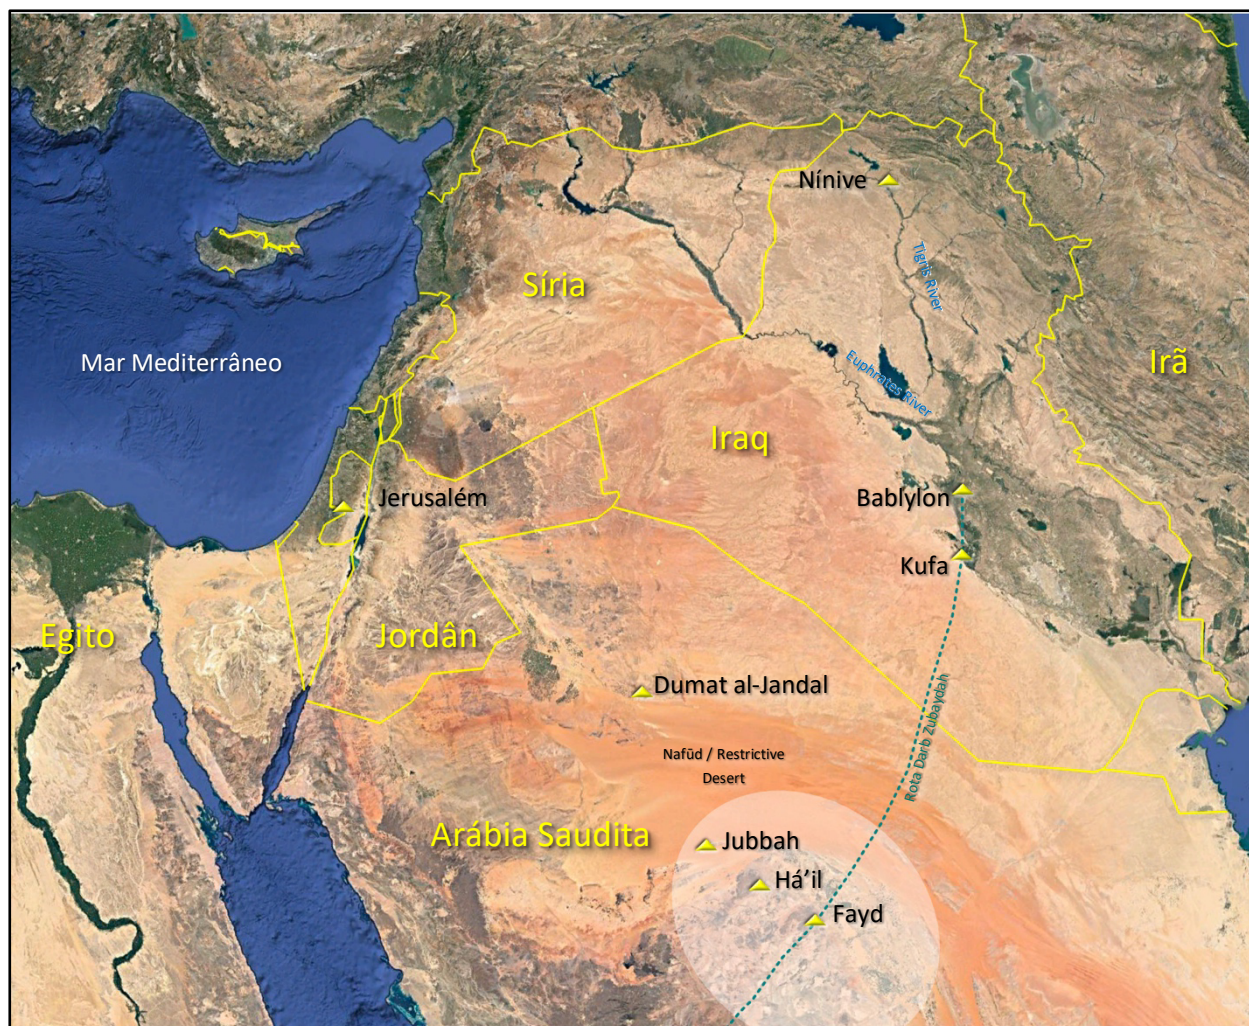 Nínive
Tigris River
Síria
Mar Mediterrâneo
Euphrates River
Irã
Iraq
Jerusalém
Bablylon
Kufa
Egito
Jordân
Dumat al-Jandal
Rota Darb Zubaydah
Nafūd / Restrictive
Desert
Arábia Saudita
Jubbah
Há’il
Fayd